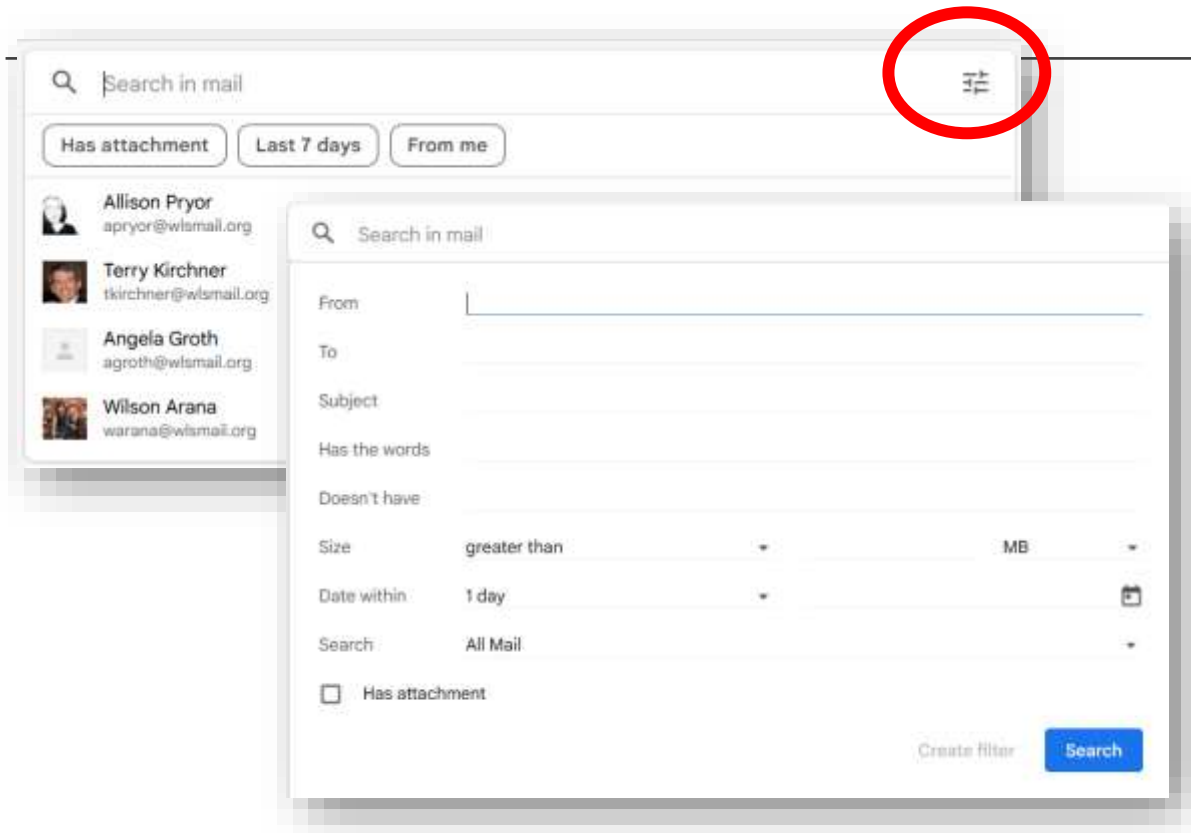 Search in mail
Has attachment Last 7 days From me
Allison Pryor
apryor@wlsmail.org
Terry Kirchner
tkirchner@wlsmail.org
Angela Groth
agroth@wlsmail.org
Wilson Arana
warana@wlsmail.org
Search in mail
From
To
Subject
Has the words
Doesn't have
Size greater than MB
Date within 1 day
Search All Mail
Has attachment
Create filter Search